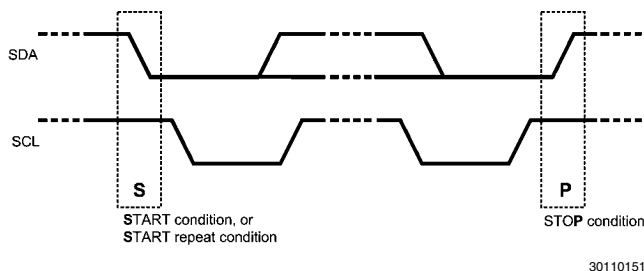 SDA
SCL
S
P
START condition, or
START repeat condition
STOP condition
30110151